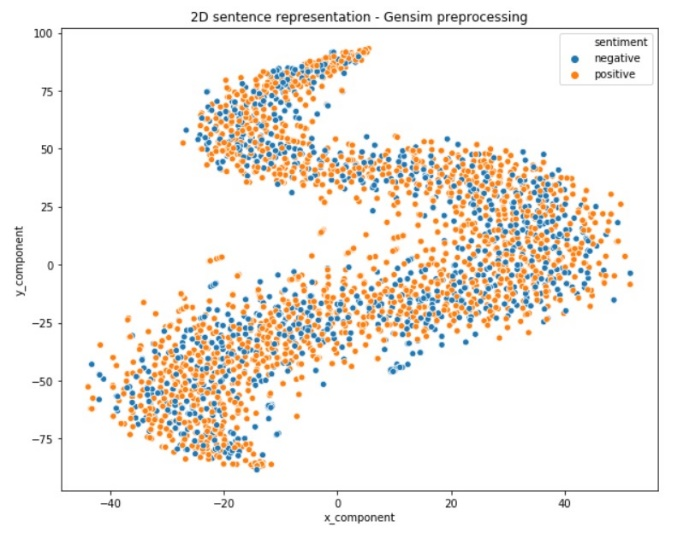 2D sentence representation - Gensim preprocessing
sentiment
negative
positive
100
75
50
25
0
−25
−50
−75
y_component
−40
−20
0
20
40
x_component